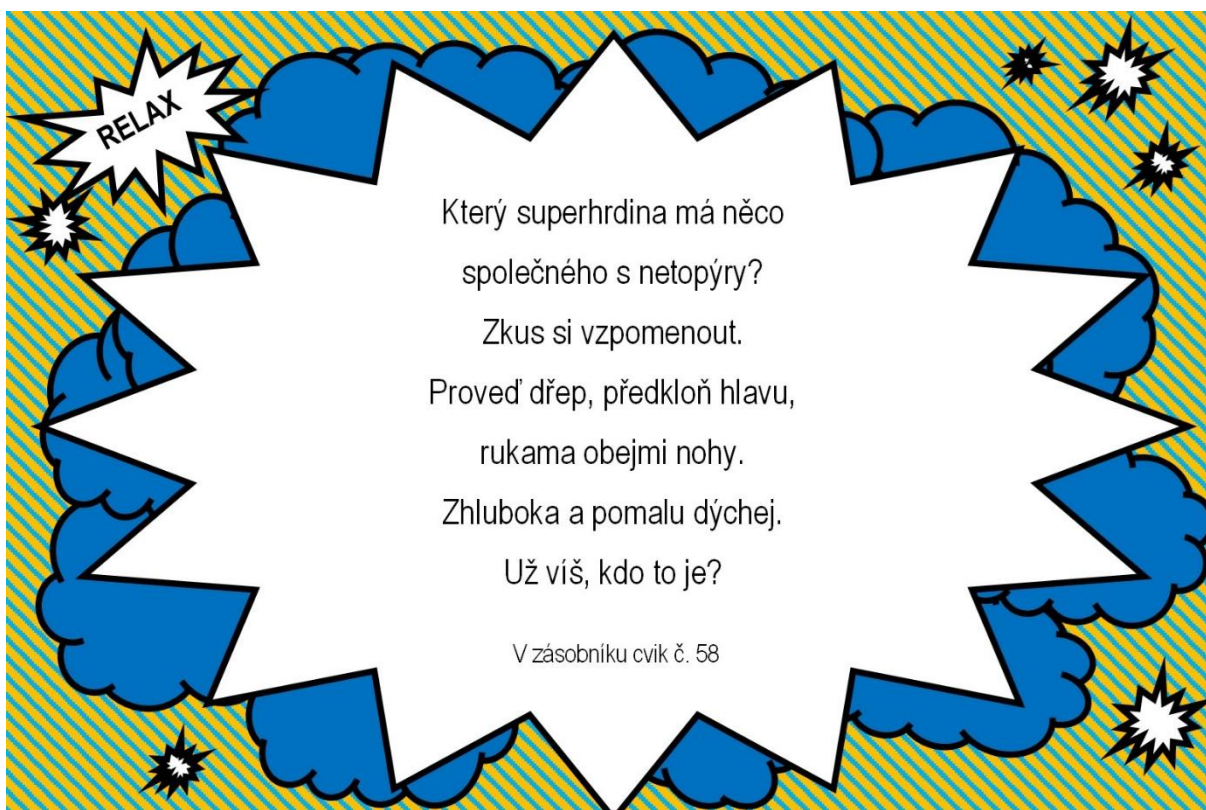 RELAX
Který superhrdina má něco
společného s netopýry?
Zkus si vzpomenout.
Proveď dřep, předkloň hlavu,
rukama obejmi nohy.
Zhluboka a pomalu dýchej.
Už víš, kdo to je?
V zásobníku cvik č. 58